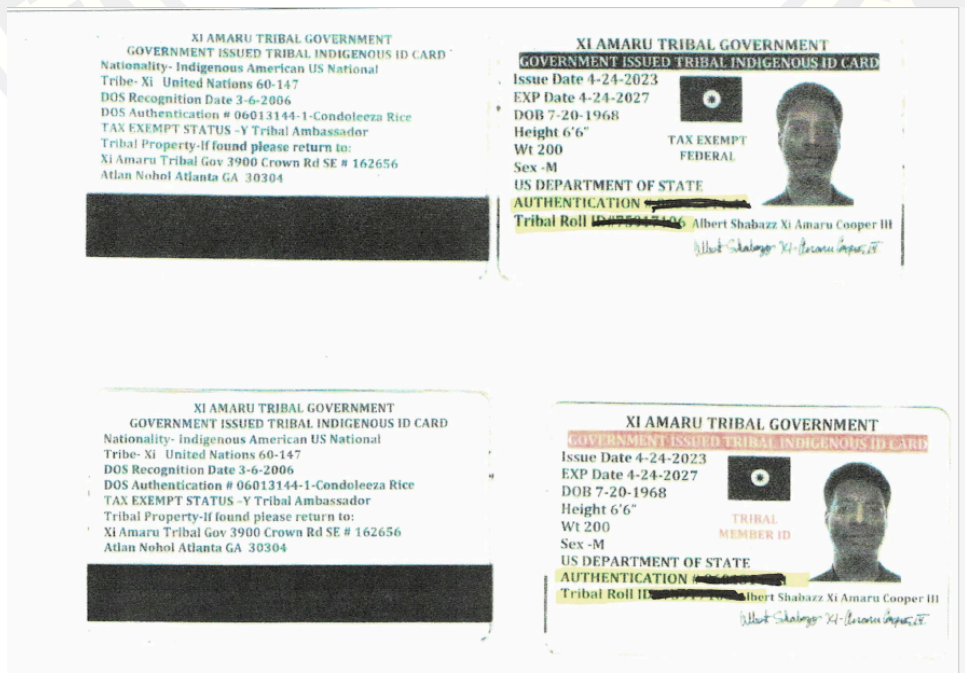 XI AMARU TRIBAL GOVERNMENT
GOVERNMENT ISSUED TRIBAL INDIGENOUS ID CARD
Nationality- Indigenous American US National
Tribe- Xi United Nations 60-147
DOS Recognition Date 3-6-2006
DOS Authentication # 06013144-1-Condoleeza Rice
TAX EXEMPT STATUS -Y Tribal Ambassador
Tribal Property-If found please return to:
Xi Amaru Tribal Gov 3900 Crown Rd SE # 162656
Atlan Nohol Atlanta GA 30304
XI AMARU TRIBAL GOVERNMENT
GOVERNMENT ISSUED TRIBAL INDIGENOUS ID CARD
Issue Date 4-24-2023
EXP Date 4-24-2027
DOB 7-20-1968
Height 6'6"
Wt 200
Sex -M
TAX EXEMPT
FEDERAL
US DEPARTMENT OF STATE
AUTHENTICATION
Tribal Roll
Albert Shabazz Xi Amaru Cooper III
XI AMARU TRIBAL GOVERNMENT
GOVERNMENT ISSUED TRIBAL INDIGENOUS ID CARD
Nationality- Indigenous American US National
Tribe- Xi United Nations 60-147
DOS Recognition Date 3-6-2006
DOS Authentication # 06013144-1-Condoleeza Rice
TAX EXEMPT STATUS -Y Tribal Ambassador
Tribal Property-If found please return to:
Xi Amaru Tribal Gov 3900 Crown Rd SE # 162656
Atlan Nohol Atlanta GA 30304
XI AMARU TRIBAL GOVERNMENT
GOVERNMENT ISSUED TRIBAL INDIGENOUS ID CARD
Issue Date 4-24-2023
EXP Date 4-24-2027
DOB 7-20-1968
Height 6'6"
Wt 200
Sex -M
TRIBAL
MEMBER ID
US DEPARTMENT OF STATE
AUTHENTICATION #
Tribal Roll ID
Albert Shabazz Xi Amaru Cooper III